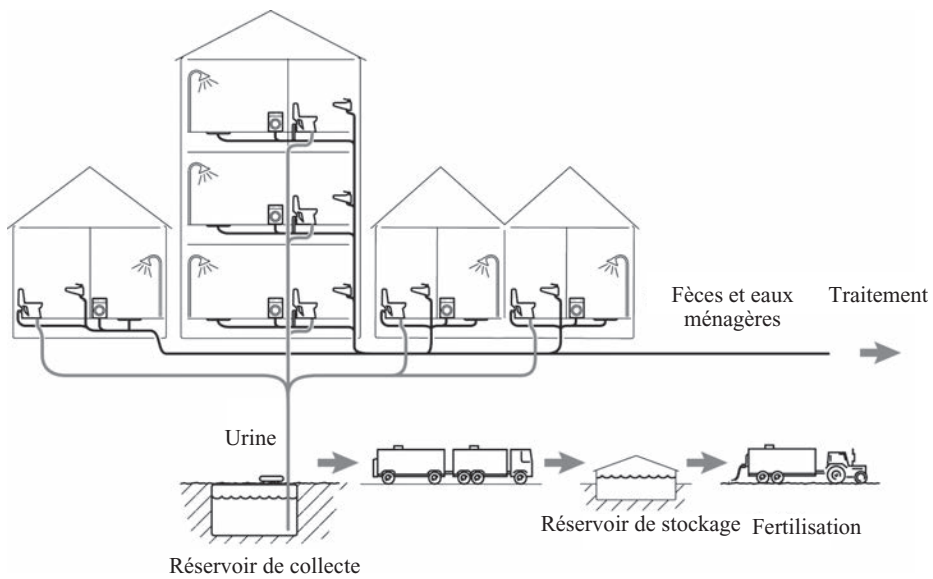 Fèces et eaux
ménagères
Traitement
Urine
Réservoir de collecte
Réservoir de stockage
Fertilisation